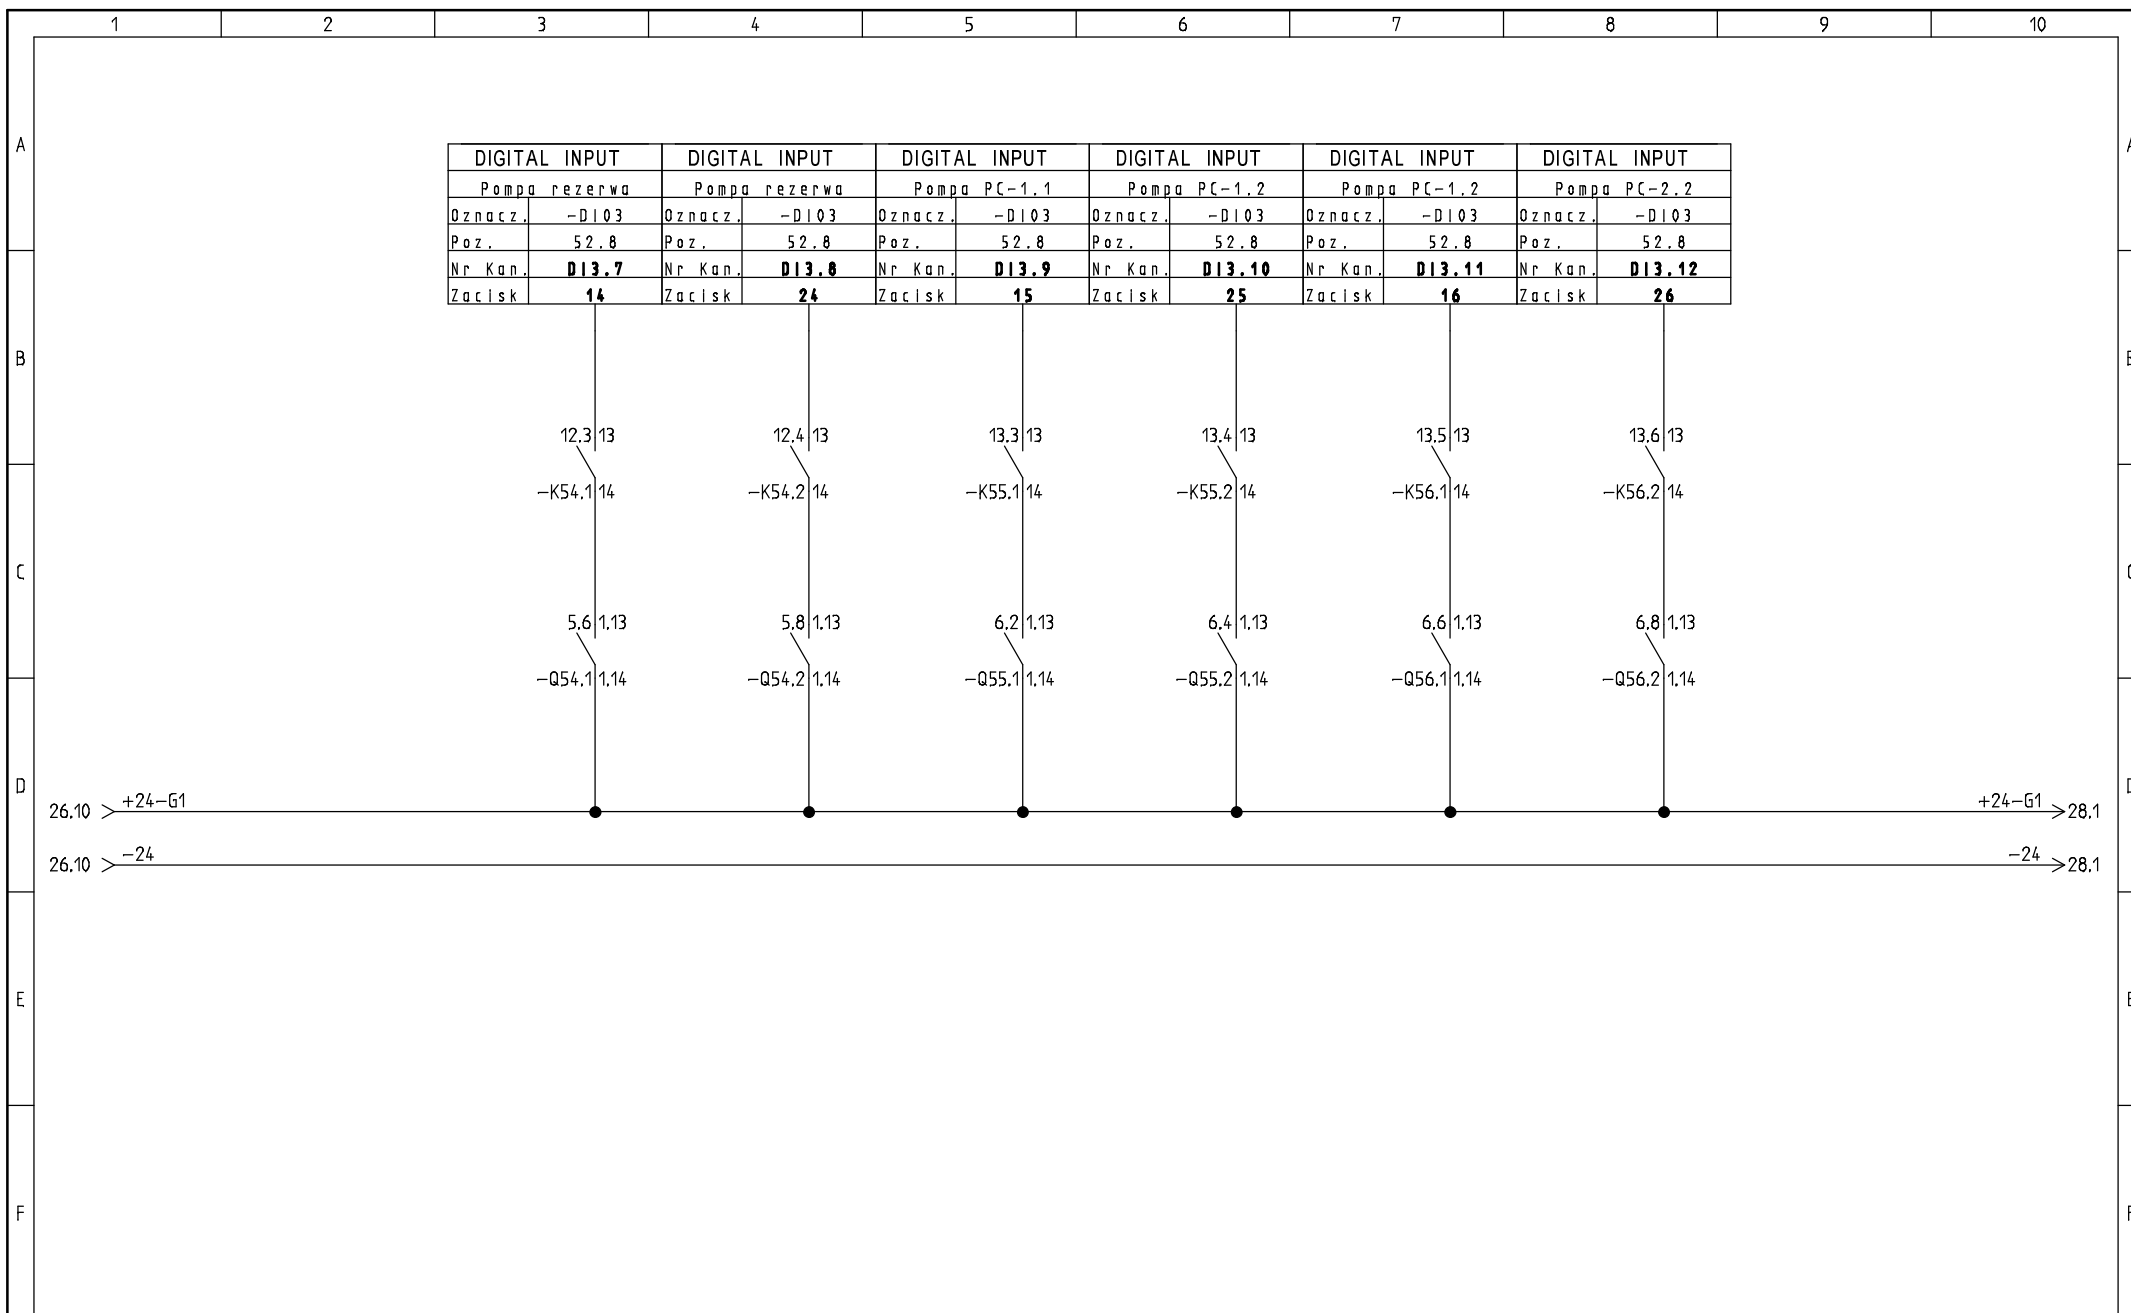 1 2 3 4 5 6 7 8 9 10
A
DIGITAL INPUT DIGITAL INPUT DIGITAL INPUT DIGITAL INPUT DIGITAL INPUT DIGITAL INPUT
Pompa rezerwa Pompa rezerwa Pompa PC-1.1 Pompa PC-1.2 Pompa PC-1.2 Pompa PC-2.2
Oznacz. -DI03 Oznacz. -DI03 Oznacz. -DI03 Oznacz. -DI03 Oznacz. -DI03 Oznacz. -DI03
Poz. 52.8 Poz. 52.8 Poz. 52.8 Poz. 52.8 Poz. 52.8 Poz. 52.8
Nr Kan. DI3.7 Nr Kan. DI3.8 Nr Kan. DI3.9 Nr Kan. DI3.10 Nr Kan. DI3.11 Nr Kan. DI3.12
Zacisk 14 Zacisk 24 Zacisk 15 Zacisk 25 Zacisk 16 Zacisk 26
B
12.3 13 12.4 13 13.3 13 13.4 13 13.5 13 13.6 13
-K54.1 14 -K54.2 14 -K55.1 14 -K55.2 14 -K56.1 14 -K56.2 14
C
5.6 1.13 5.8 1.13 6.2 1.13 6.4 1.13 6.6 1.13 6.8 1.13
-Q54.1 1.14 -Q54.2 1.14 -Q55.1 1.14 -Q55.2 1.14 -Q56.1 1.14 -Q56.2 1.14
D
26.10 +24-G1 +24-G1 28.1
26.10 -24 -24 28.1
E
F